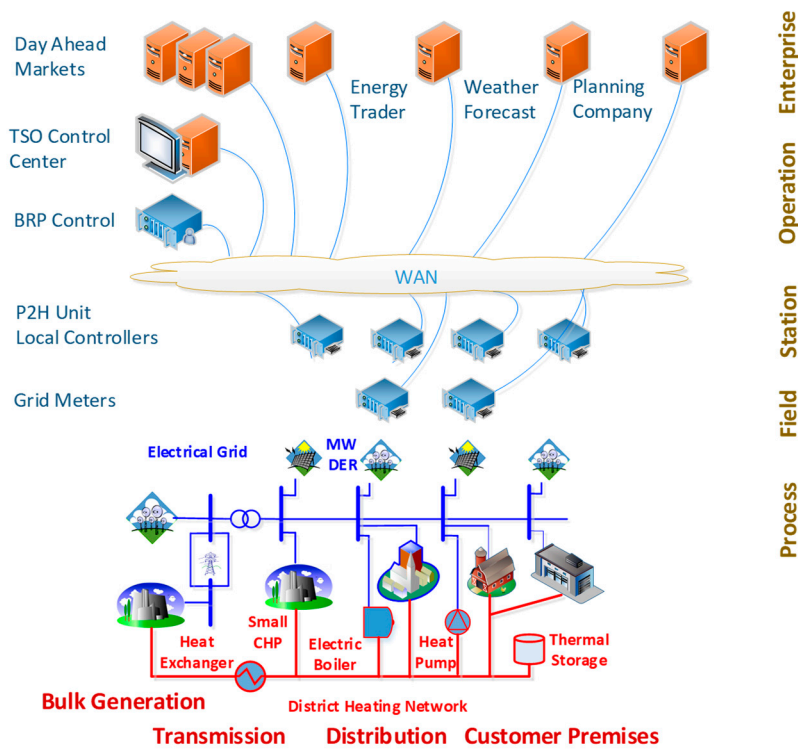 Day Ahead
Markets
Energy
Trader
Weather
Forecast
Planning
Company
Enterprise
TSO Control
Center
Operation
BRP Control
WAN
P2H Unit
Local Controllers
Station
Grid Meters
Field
Electrical Grid
MW
DER
Process
Small
CHP
Heat
Exchanger
Electric
Boiler
Heat
Pump
Thermal
Storage
Bulk Generation
District Heating Network
Transmission
Distribution
Customer Premises